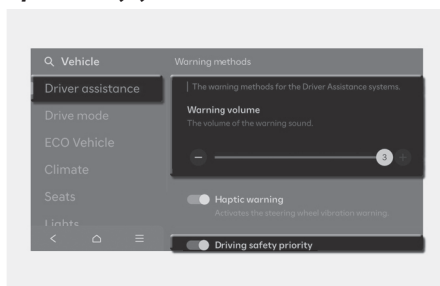 Vehicle
Warning methods
Driver assistance
The warning methods for the Driver Assistance systems.
Drive mode
Warning volume
The volume of the warning sound.
ECO Vehicle
3
Climate
Seats
Haptic warning
Activates the steering wheel vibration warning.
Lights
Driving safety priority